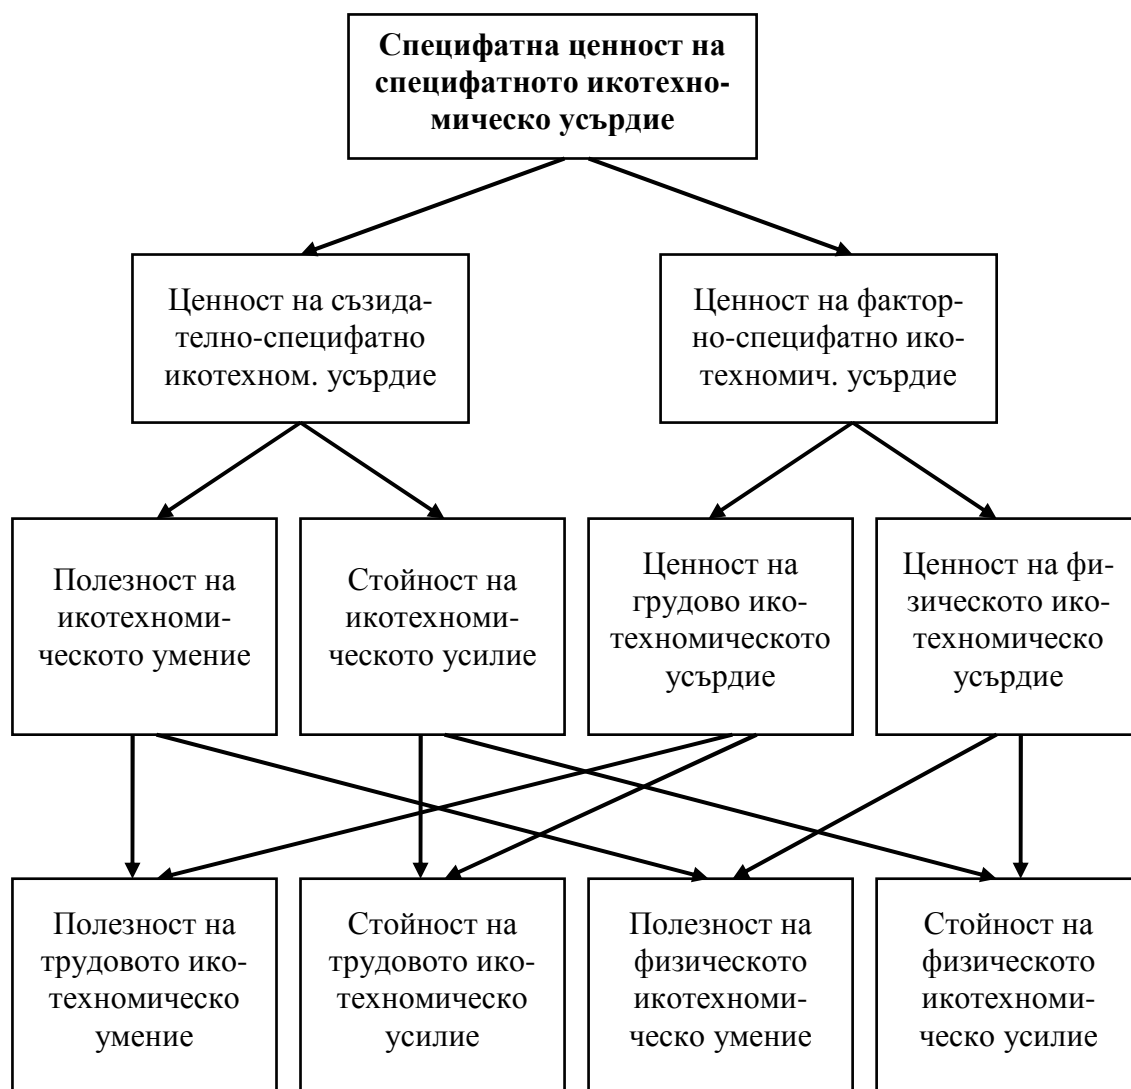 Специфатна ценност на
специфатното икотехно-
мическо усърдие
Ценност на съзида-
телно-специфатно
икотехном. усърдие
Ценност на фактор-
но-специфатно ико-
техномич. усърдие
Полезност на
икотехноми-
ческото умение
Стойност на
икотехноми-
ческото усилие
Ценност на
грудово ико-
техномическото
усърдие
Ценност на фи-
зическото ико-
техномическо
усърдие
Полезност на
трудовото ико-
техномическо
умение
Стойност на
трудовото ико-
техномическо
усилие
Полезност на
физическото
икотехноми-
ческо умение
Стойност на
физическото
икотехноми-
ческо усилие